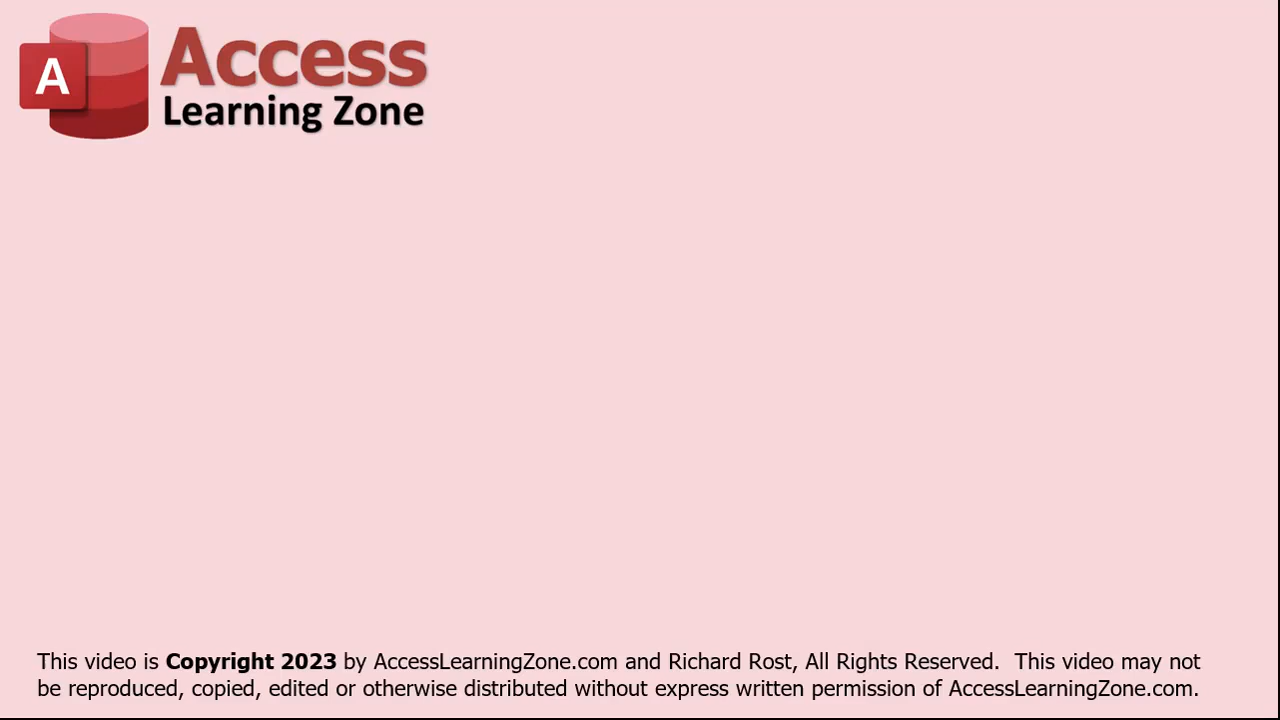 A
Access
Learning Zone
This video is Copyright 2023 by AccessLearningZone.com and Richard Rost, All Rights Reserved.  This video may not
be reproduced, copied, edited or otherwise distributed without express written permission of AccessLearningZone.com.